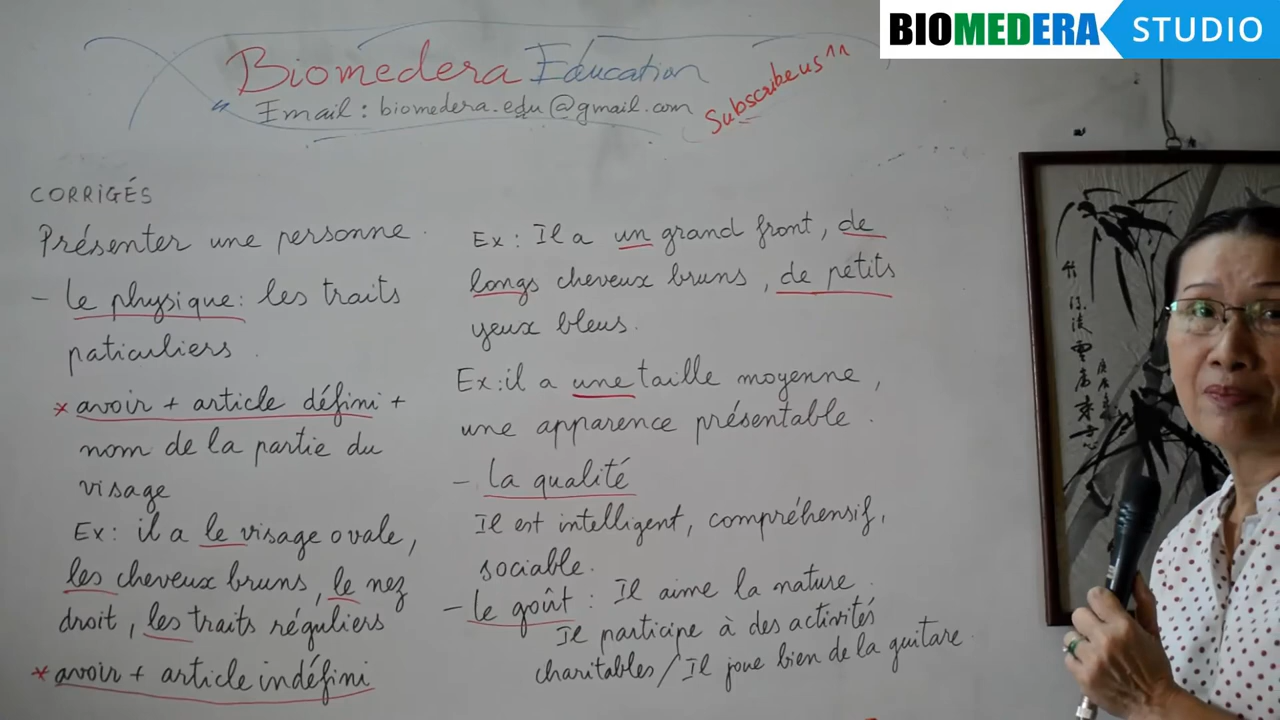 BIOMEDERA STUDIO
Biomedera Education
Email : biomedera.edu@gmail.com
Subscribe us ^^
CORRIGÉS
Présenter une personne.
- le physique : les traits
paticuliers.
* avoir + article défini +
nom de la partie du
visage
Ex : il a le visage ovale,
les cheveux bruns, le nez
droit, les traits réguliers
* avoir + article indéfini
Ex : Il a un grand front, de
longs cheveux bruns, de petits
yeux bleus.
Ex : il a une taille moyenne,
une apparence présentable.
- la qualité
Il est intelligent, compréhensif,
sociable.
- le goût : Il aime la nature.
Il participe à des activités
charitables / Il joue bien de la guitare.